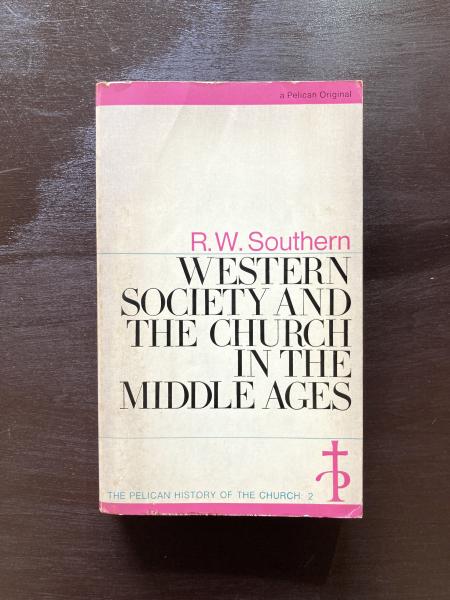 a Pelican Original
R.W. Southern
WESTERN
SOCIETY AND
THE CHURCH
IN THE
MIDDLE AGES
THE PELICAN HISTORY OF THE CHURCH: 2